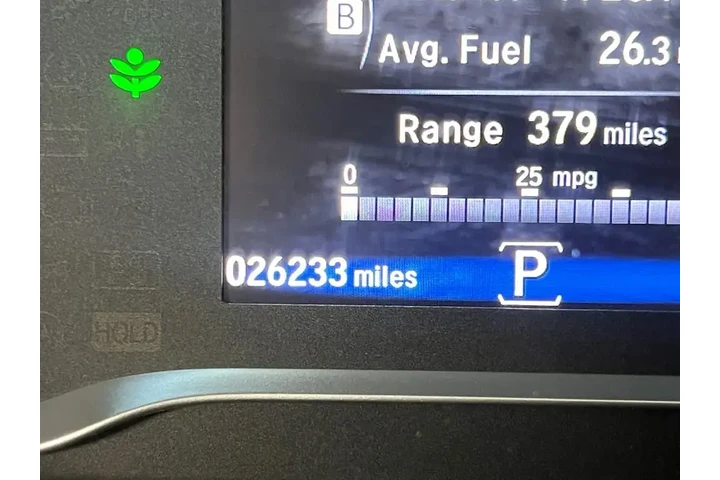 B
Avg. Fuel 26.3
Range 379 miles
0 25 mpg
026233 miles P
HOLD